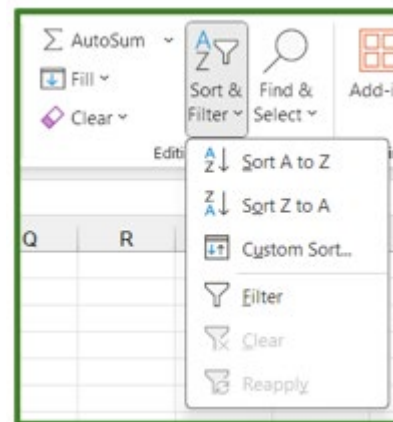 AutoSum
Fill
Clear
Sort &
Filter
Find &
Select
Add-i
Editi
Sort A to Z
Sort Z to A
Custom Sort...
Filter
Clear
Reapply
Q R